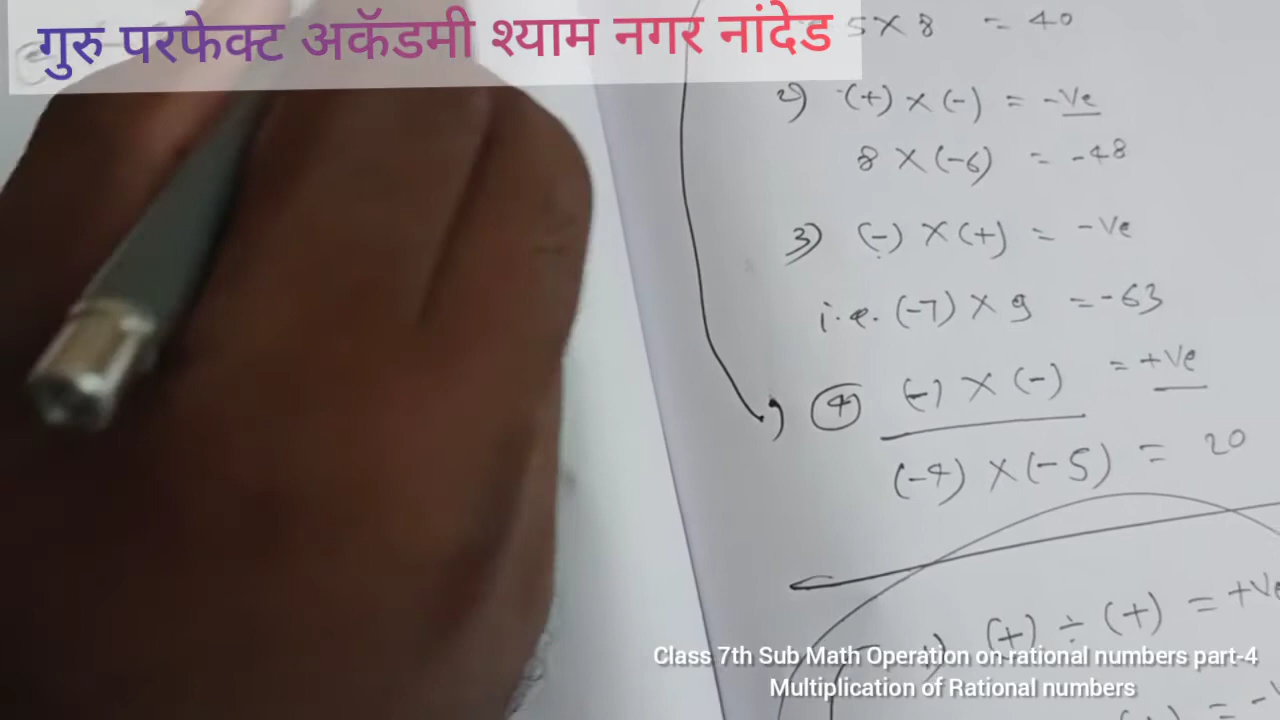 गुरु परफेक्ट अकॅडमी श्याम नगर नांदेड
5 × 8 = 40
2) (+) × (-) = -ve
8 × (-6) = -48
3) (-) × (+) = -ve
i.e. (-7) × 9 = -63
4 (-) × (-) = +ve
(-4) × (-5) = 20
1) (+) ÷ (+) = +ve
Class 7th Sub Math Operation on rational numbers part-4
Multiplication of Rational numbers